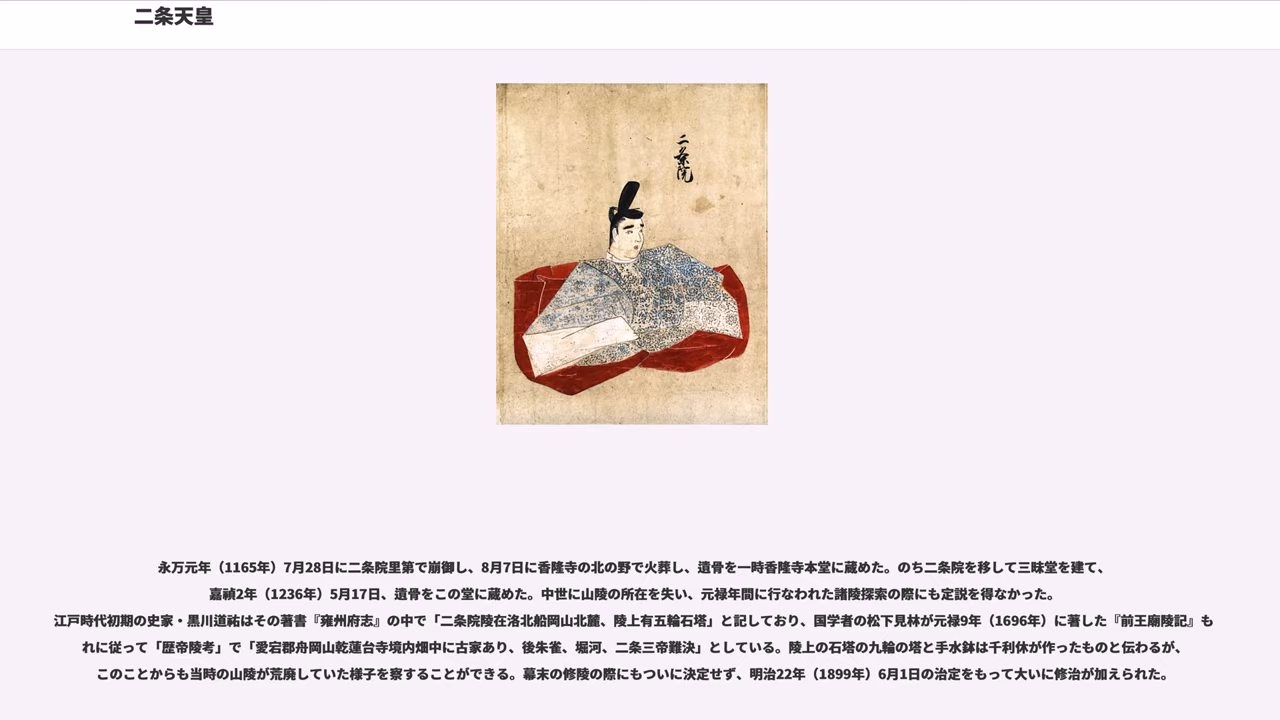 二条天皇
二条院
永万元年（1165年）7月28日に二条院里第で崩御し、8月7日に香隆寺の北の野で火葬し、遺骨を一時香隆寺本堂に蔵めた。のち二条院を移して三昧堂を建て、
嘉禎2年（1236年）5月17日、遺骨をこの堂に蔵めた。中世に山陵の所在を失い、元禄年間に行なわれた諸陵探索の際にも定説を得なかった。
江戸時代初期の史家・黒川道祐はその著書『雍州府志』の中で「二条院陵在洛北船岡山北麓、陵上有五輪石塔」と記しており、国学者の松下見林が元禄9年（1696年）に著した『前王廟陵記』も
れに従って「歴帝陵考」で「愛宕郡舟岡山乾蓮台寺境内畑中に古冢あり、後朱雀、堀河、二条三帝難決」としている。陵上の石塔の九輪の塔と手水鉢は千利休が作ったものと伝わるが、
このことからも当時の山陵が荒廃していた様子を察することができる。幕末の修陵の際にもついに決定せず、明治22年（1899年）6月1日の治定をもって大いに修治が加えられた。